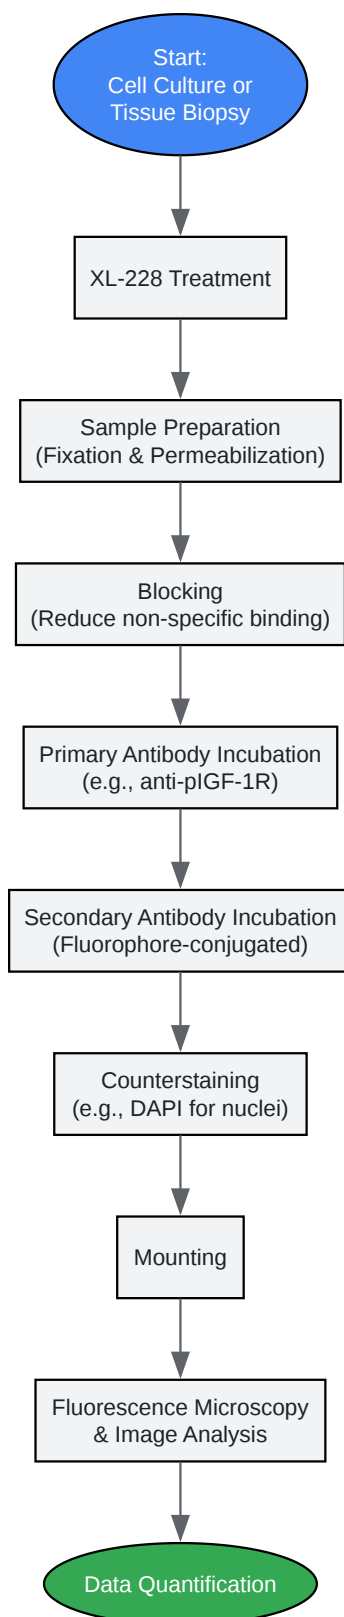 Start:
Cell Culture or
Tissue Biopsy
XL-228 Treatment
Sample Preparation
(Fixation & Permeabilization)
Blocking
(Reduce non-specific binding)
Primary Antibody Incubation
(e.g., anti-pIGF-1R)
Secondary Antibody Incubation
(Fluorophore-conjugated)
Counterstaining
(e.g., DAPI for nuclei)
Mounting
Fluorescence Microscopy
& Image Analysis
Data Quantification